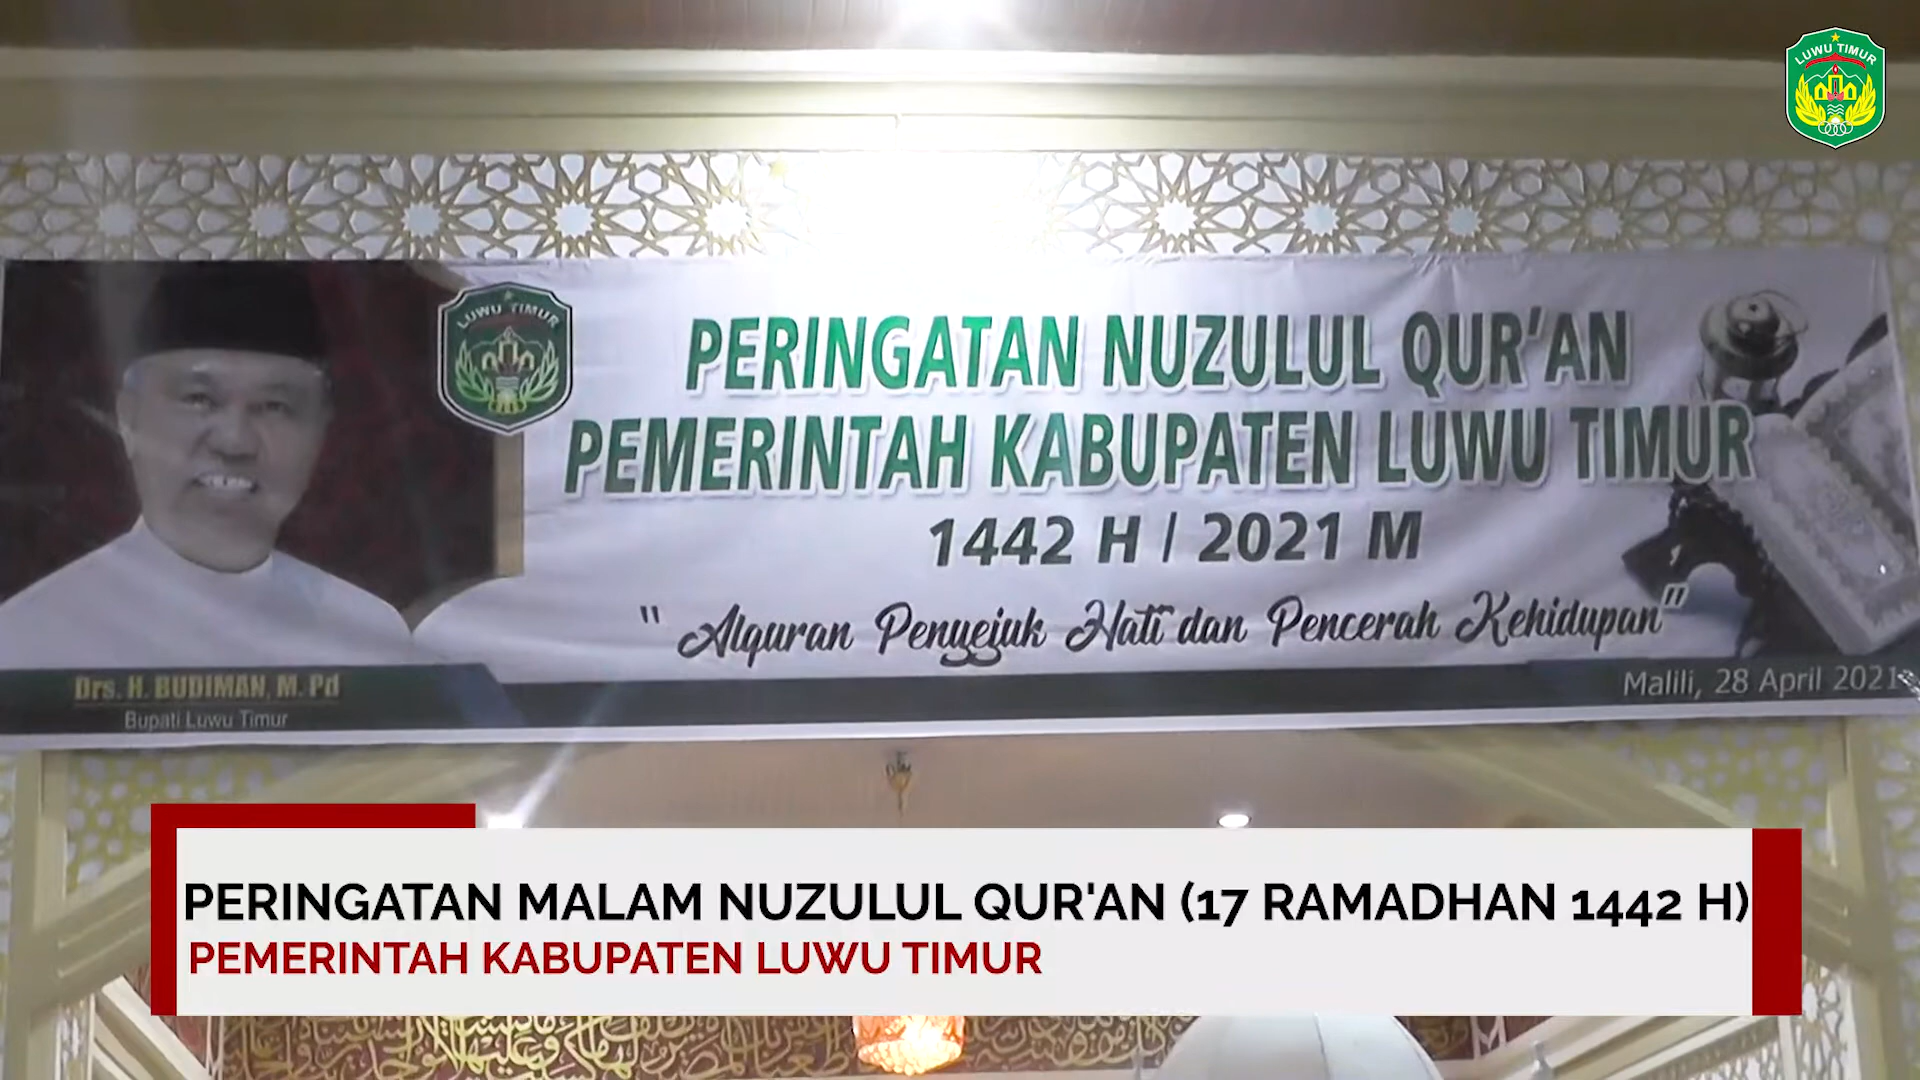 LUWU TIMUR
LUWU TIMUR
PERINGATAN NUZULUL QUR'AN
PEMERINTAH KABUPATEN LUWU TIMUR
1442 H / 2021 M
" Alquran Penyejuk Hati dan Pencerah Kehidupan"
Drs. H. BUDIMAN, M. Pd
Bupati Luwu Timur
Malili, 28 April 2021
PERINGATAN MALAM NUZULUL QUR'AN (17 RAMADHAN 1442 H)
PEMERINTAH KABUPATEN LUWU TIMUR